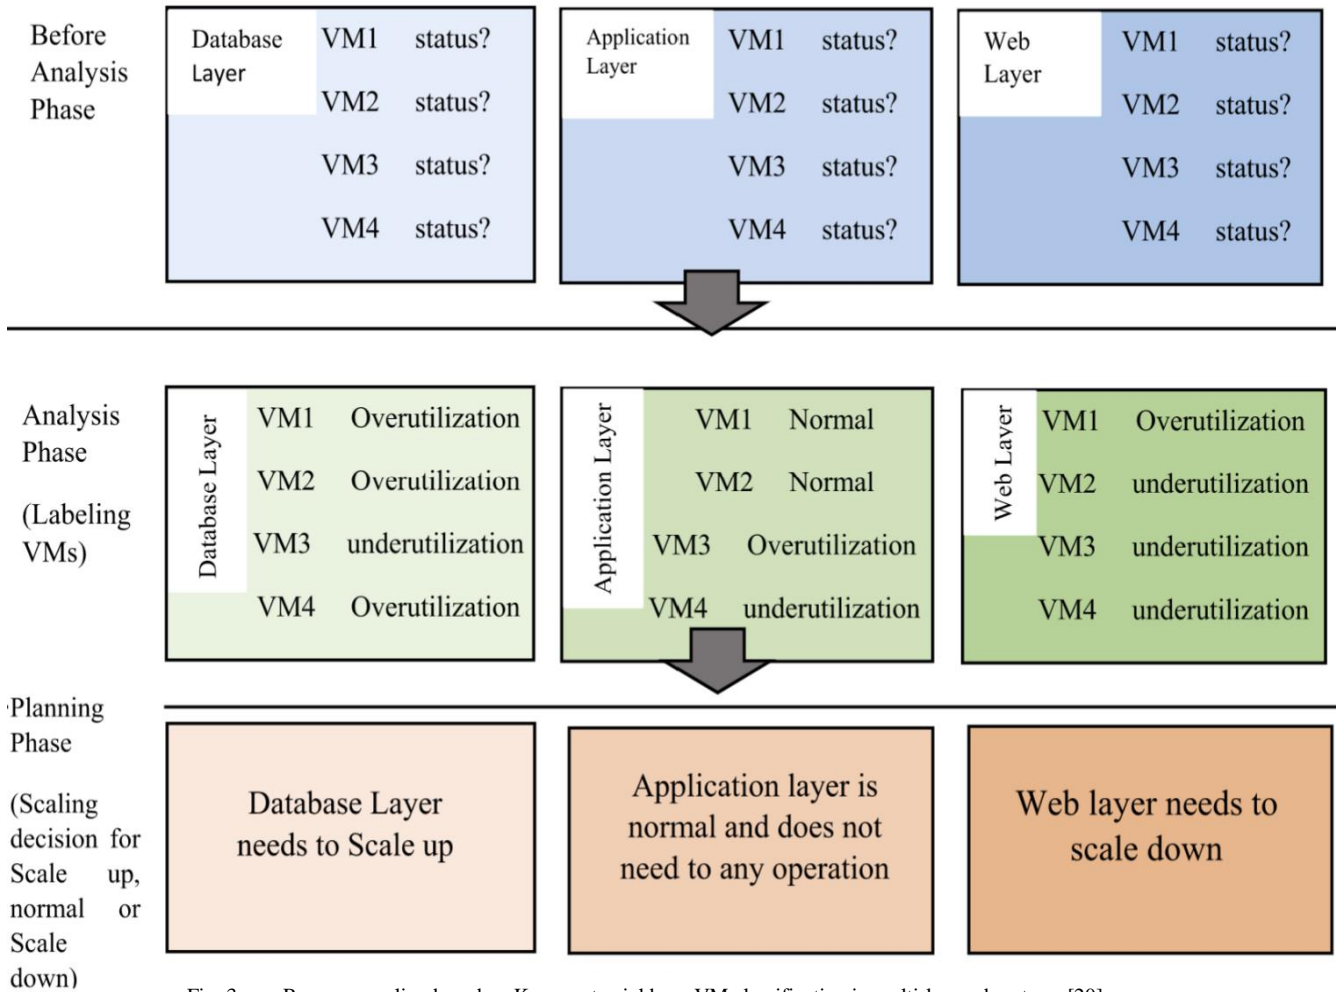 Before
Analysis
Phase
Database
Layer
VM1 status?
VM2 status?
VM3 status?
VM4 status?
Application
Layer
VM1 status?
VM2 status?
VM3 status?
VM4 status?
Web
Layer
VM1 status?
VM2 status?
VM3 status?
VM4 status?
Analysis
Phase
(Labeling
VMs)
Database Layer
VM1 Overutilization
VM2 Overutilization
VM3 underutilization
VM4 Overutilization
Application Layer
VM1 Normal
VM2 Normal
VM3 Overutilization
VM4 underutilization
Web Layer
VM1 Overutilization
VM2 underutilization
VM3 underutilization
VM4 underutilization
Planning
Phase
(Scaling
decision for
Scale up,
normal or
Scale
down)
Database Layer
needs to Scale up
Application layer is
normal and does not
need to any operation
Web layer needs to
scale down